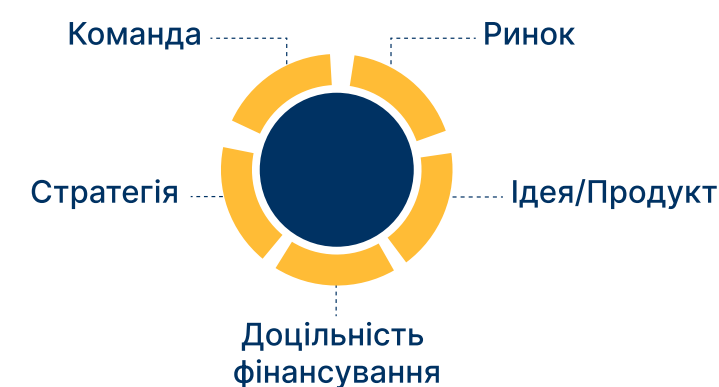 Команда
Ринок
Стратегія
Ідея/Продукт
Доцільність
фінансування